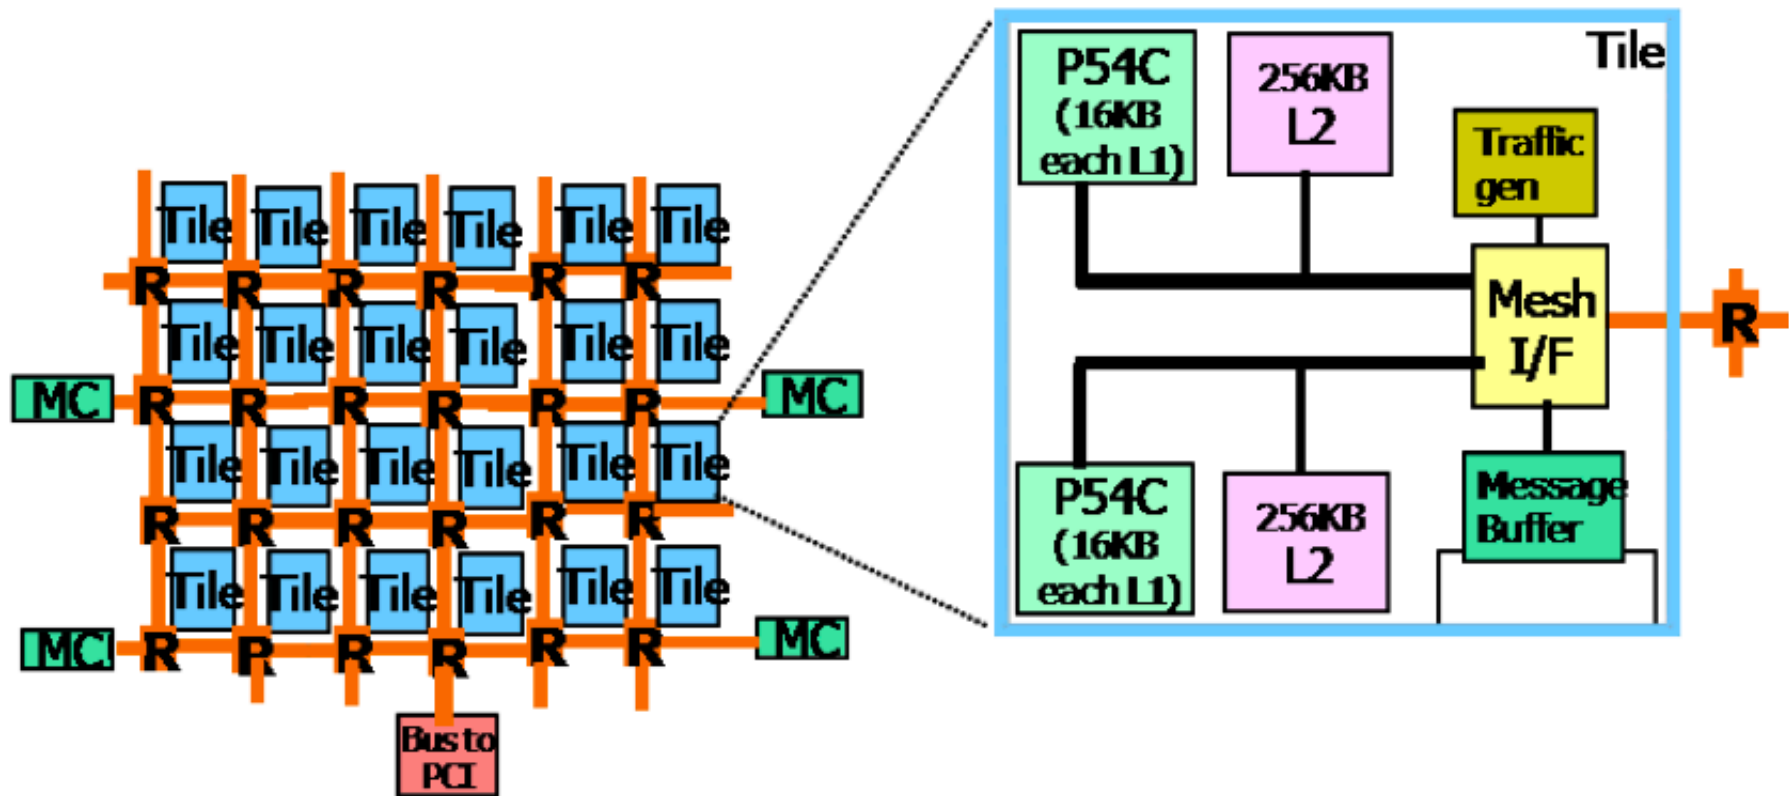 Tile Tile Tile Tile Tile Tile
R R R R R R
Tile Tile Tile Tile Tile Tile
MC R R R R R R MC
Tile Tile Tile Tile Tile Tile
R R R R R R
Tile Tile Tile Tile Tile Tile
MC R R R R R R MC
Bus to
PCI
Tile
P54C
(16KB
each L1)
256KB
L2
Traffic
gen
Mesh
I/F
R
P54C
(16KB
each L1)
256KB
L2
Message
Buffer